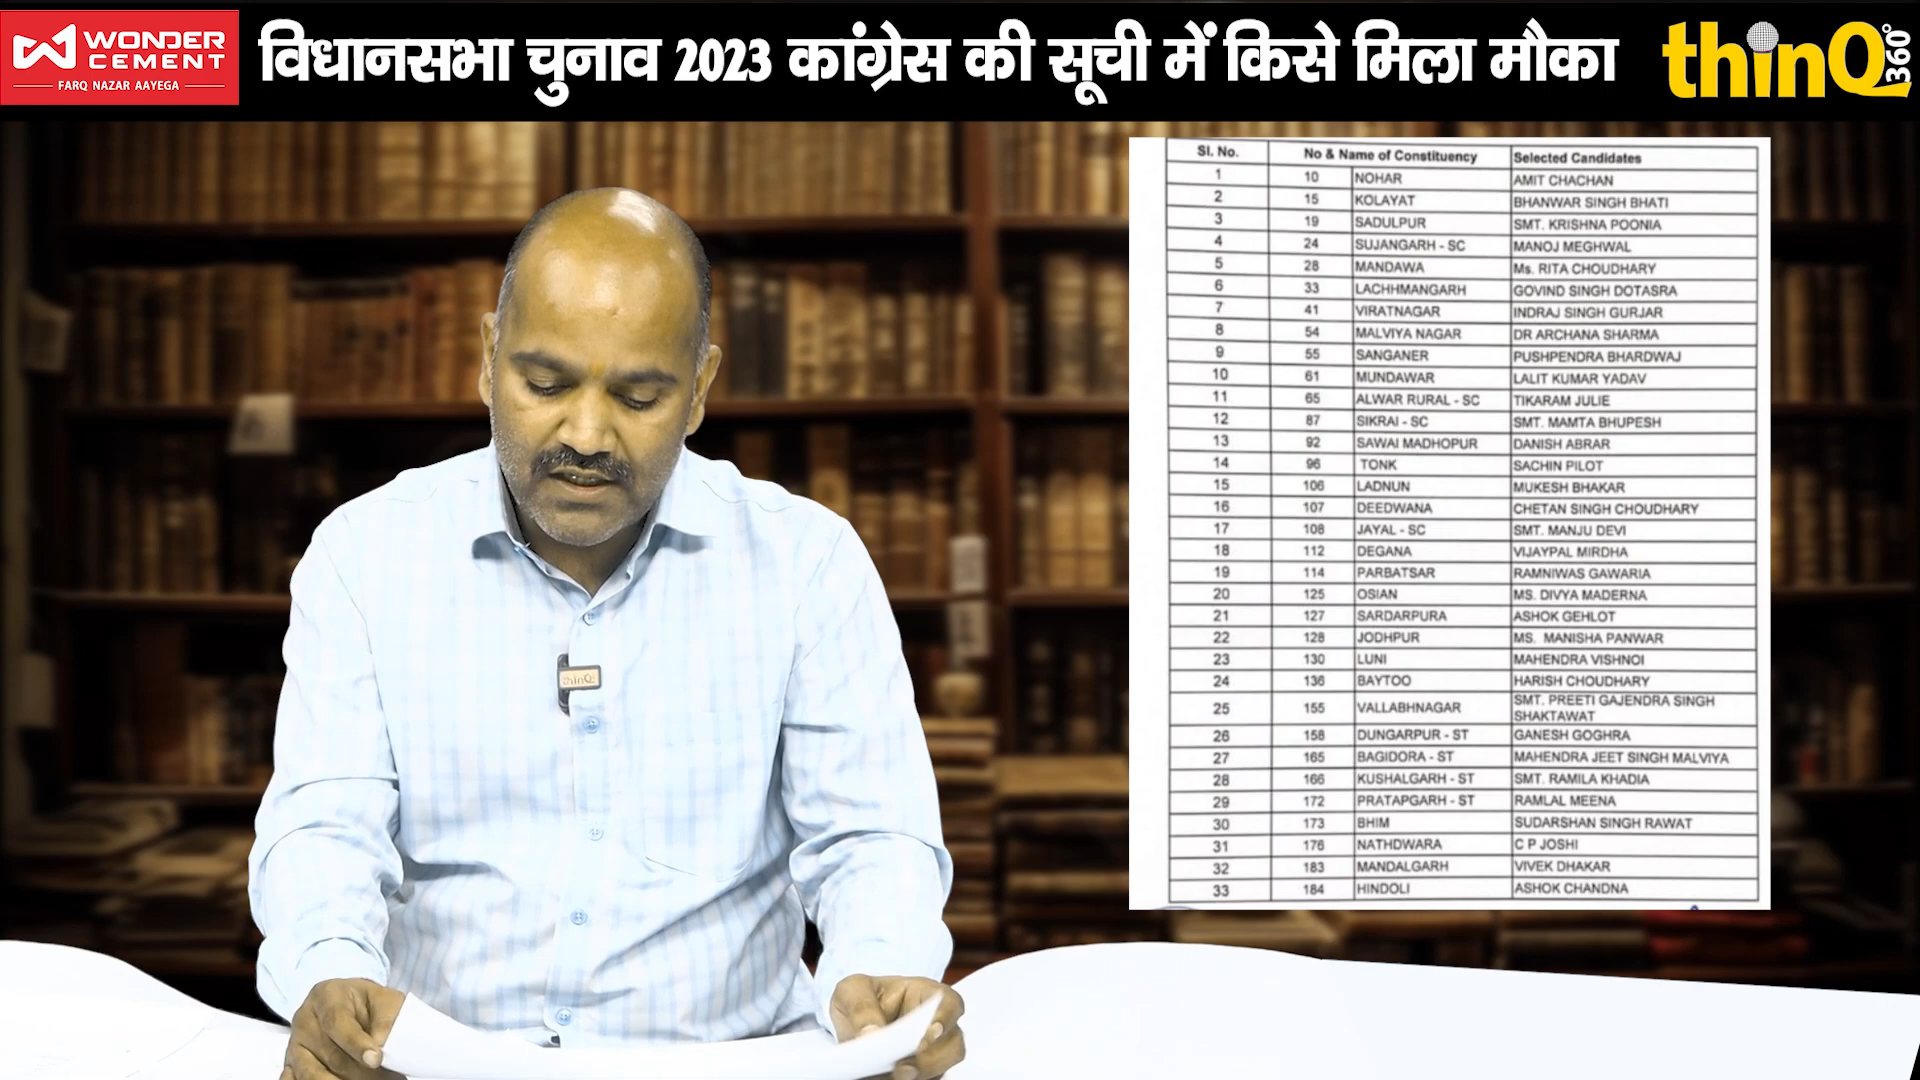 WONDER
CEMENT
FARQ NAZAR AAYEGA
विधानसभा चुनाव 2023 कांग्रेस की सूची में किसे मिला मौका
thinQ 360°
Sl. No. No & Name of Constituency Selected Candidates
1 10 NOHAR AMIT CHACHAN
2 15 KOLAYAT BHANWAR SINGH BHATI
3 19 SADULPUR SMT. KRISHNA POONIA
4 24 SUJANGARH - SC MANOJ MEGHWAL
5 28 MANDAWA Ms. RITA CHOUDHARY
6 33 LACHHMANGARH GOVIND SINGH DOTASRA
7 41 VIRATNAGAR INDRAJ SINGH GURJAR
8 54 MALVIYA NAGAR DR ARCHANA SHARMA
9 55 SANGANER PUSHPENDRA BHARDWAJ
10 61 MUNDAWAR LALIT KUMAR YADAV
11 65 ALWAR RURAL - SC TIKARAM JULIE
12 87 SIKRAI - SC SMT. MAMTA BHUPESH
13 92 SAWAI MADHOPUR DANISH ABRAR
14 96 TONK SACHIN PILOT
15 106 LADNUN MUKESH BHAKAR
16 107 DEEDWANA CHETAN SINGH CHOUDHARY
17 108 JAYAL - SC SMT. MANJU DEVI
18 112 DEGANA VIJAYPAL MIRDHA
19 114 PARBATSAR RAMNIWAS GAWARIA
20 125 OSIAN MS. DIVYA MADERNA
21 127 SARDARPURA ASHOK GEHLOT
22 128 JODHPUR MS. MANISHA PANWAR
23 130 LUNI MAHENDRA VISHNOI
24 136 BAYTOO HARISH CHOUDHARY
25 155 VALLABHNAGAR SMT. PREETI GAJENDRA SINGH
SHAKTAWAT
26 158 DUNGARPUR - ST GANESH GOGHRA
27 165 BAGIDORA - ST MAHENDRA JEET SINGH MALVIYA
28 166 KUSHALGARH - ST SMT. RAMILA KHADIA
29 172 PRATAPGARH - ST RAMLAL MEENA
30 173 BHIM SUDARSHAN SINGH RAWAT
31 176 NATHDWARA C P JOSHI
32 183 MANDALGARH VIVEK DHAKAR
33 184 HINDOLI ASHOK CHANDNA
thinQ